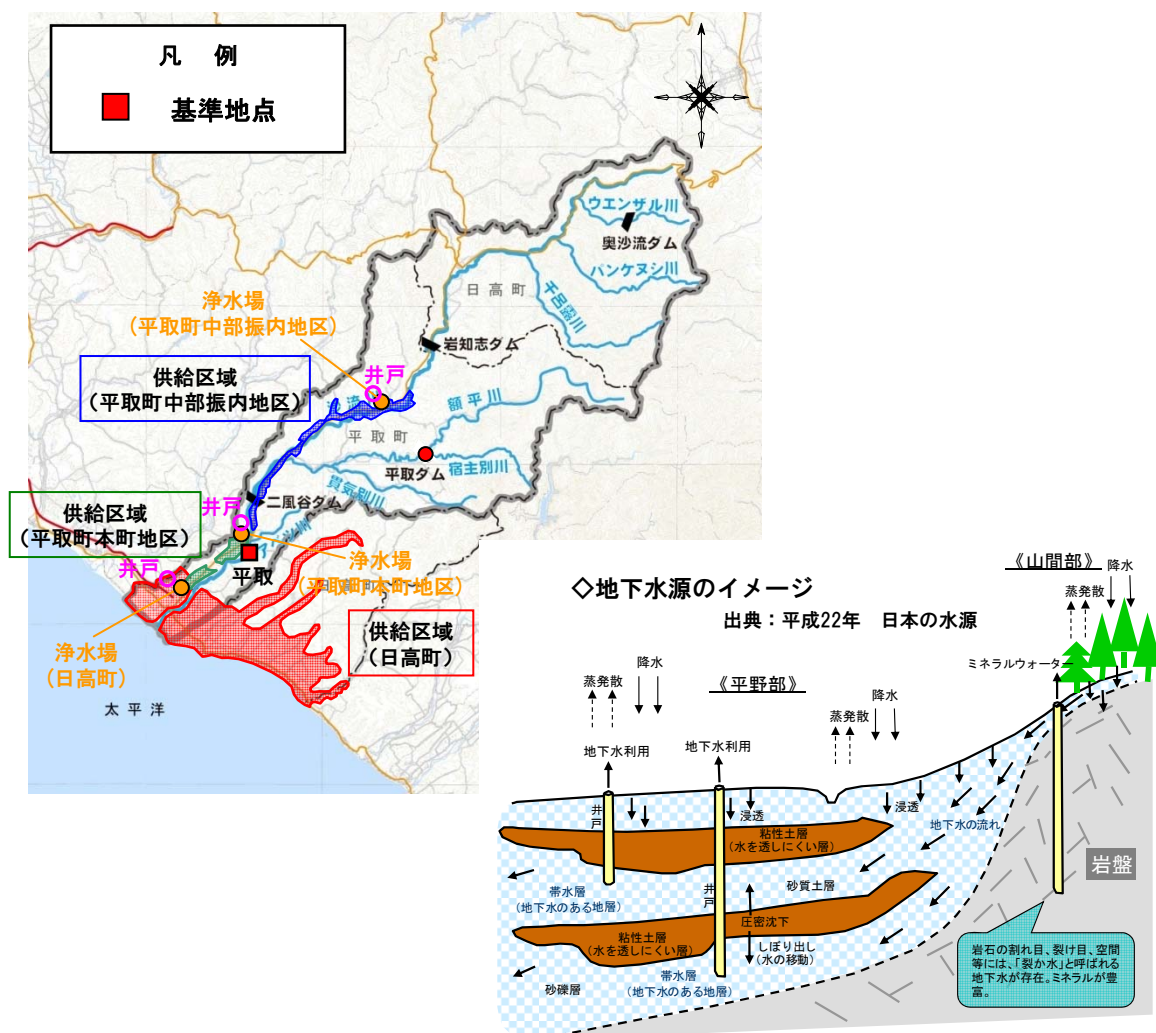 凡 例
基準地点
ウエンザル川
奥沙流ダム
パンケヌシ川
日高町
千呂露川
浄水場
(平取町中部振内地区)
岩知志ダム
供給区域
(平取町中部振内地区)
井戸
流
額平川
平取町
平取ダム
宿主別川
貫気別川
二風谷ダム
井戸
供給区域
(平取町本町地区)
井戸
平取
浄水場
(平取町本町地区)
供給区域
(日高町)
浄水場
(日高町)
太平洋
◇地下水源のイメージ
出典：平成22年 日本の水源
《山間部》
降水
蒸発散
ミネラルウォーター
《平野部》
降水
蒸発散
降水
蒸発散
地下水利用
地下水利用
井戸
浸透
浸透
地下水の流れ
粘性土層
(水を透しにくい層)
岩盤
井戸
砂質土層
帯水層
(地下水のある地層)
圧密沈下
粘性土層
(水を透しにくい層)
しぼり出し
(水の移動)
帯水層
(地下水のある地層)
砂礫層
岩石の割れ目、裂け目、空間
等には、「裂か水」と呼ばれる
地下水が存在。ミネラルが豊
富。